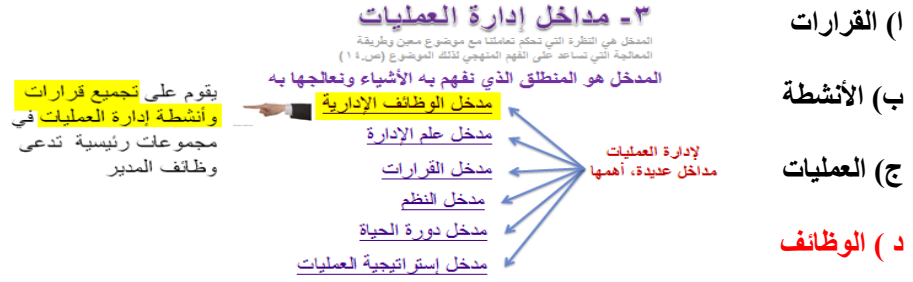 ا) القرارات
ب) الأنشطة
ج) العمليات
د ) الوظائف
٣- مداخل إدارة العمليات
المدخل هي النظرة التي تحكم تعاملنا مع موضوع معين وطريقة
المعالجة التي تساعد على الفهم المنهجي لذلك الموضوع (ص١٤)
المدخل هو المنطلق الذي نفهم به الأشياء ونعالجها به
لإدارة العمليات
مداخل عديدة، أهمها
مدخل الوظائف الإدارية
مدخل علم الإدارة
مدخل القرارات
مدخل النظم
مدخل دورة الحياة
مدخل إستراتيجية العمليات
يقوم على تجميع قرارات
وأنشطة إدارة العمليات في
مجموعات رئيسية تدعى
وظائف المدير